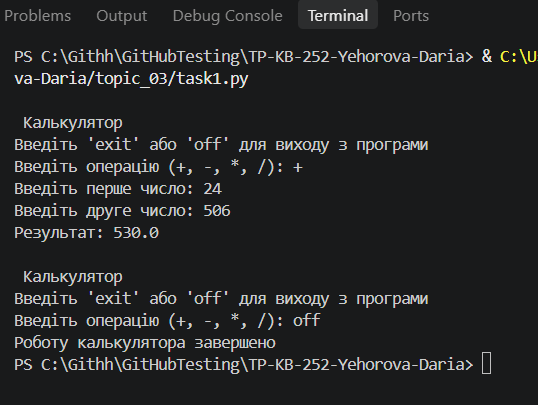 Problems Output Debug Console Terminal Ports
PS C:\Githh\GitHubTesting\TP-KB-252-Yehorova-Daria> & C:\U
va-Daria/topic_03/task1.py
Калькулятор
Введіть 'exit' або 'off' для виходу з програми
Введіть операцію (+, -, *, /): +
Введіть перше число: 24
Введіть друге число: 506
Результат: 530.0
Калькулятор
Введіть 'exit' або 'off' для виходу з програми
Введіть операцію (+, -, *, /): off
Роботу калькулятора завершено
PS C:\Githh\GitHubTesting\TP-KB-252-Yehorova-Daria>